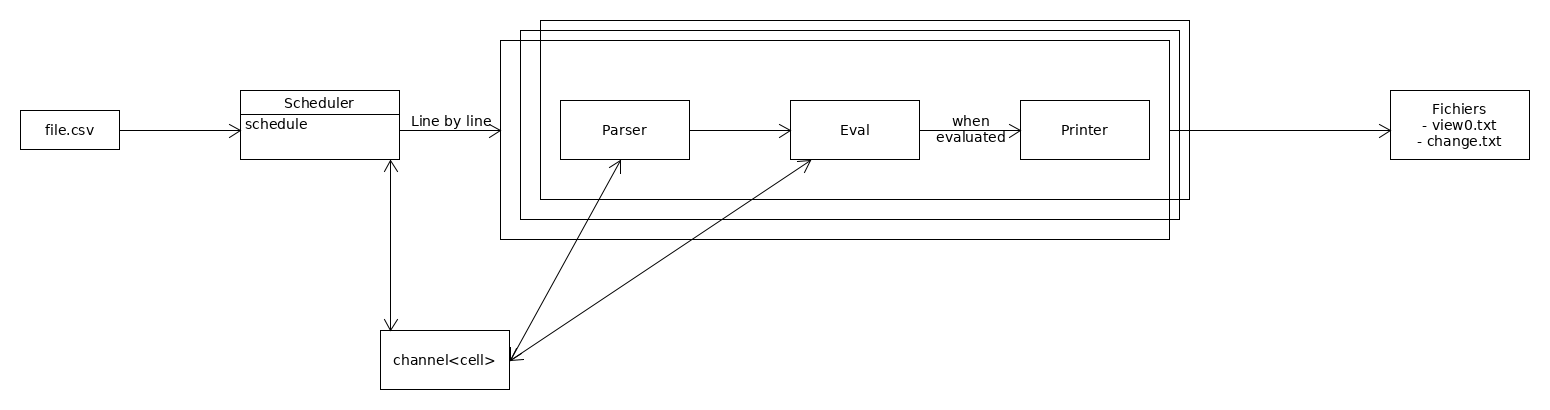 file.csv
Scheduler
schedule
Line by line
Parser
Eval
when
evaluated
Printer
Fichiers
- view0.txt
- change.txt
channel<cell>